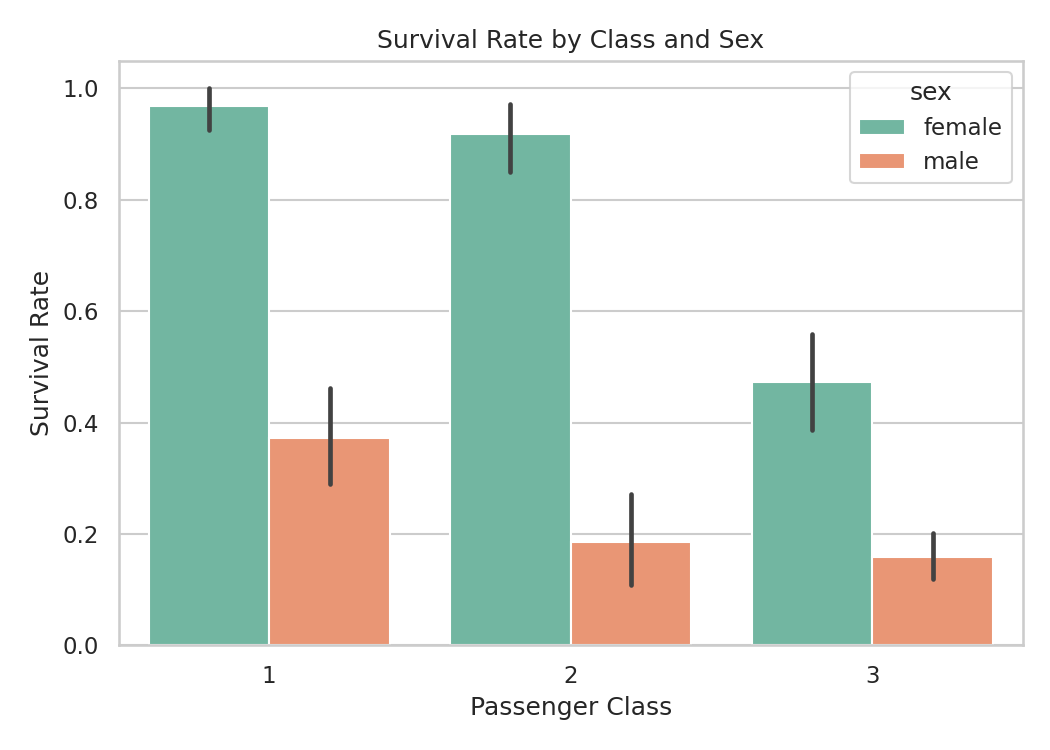 Survival Rate by Class and Sex
sex
female
male
Survival Rate
1.0
0.8
0.6
0.4
0.2
0.0
1 2 3
Passenger Class